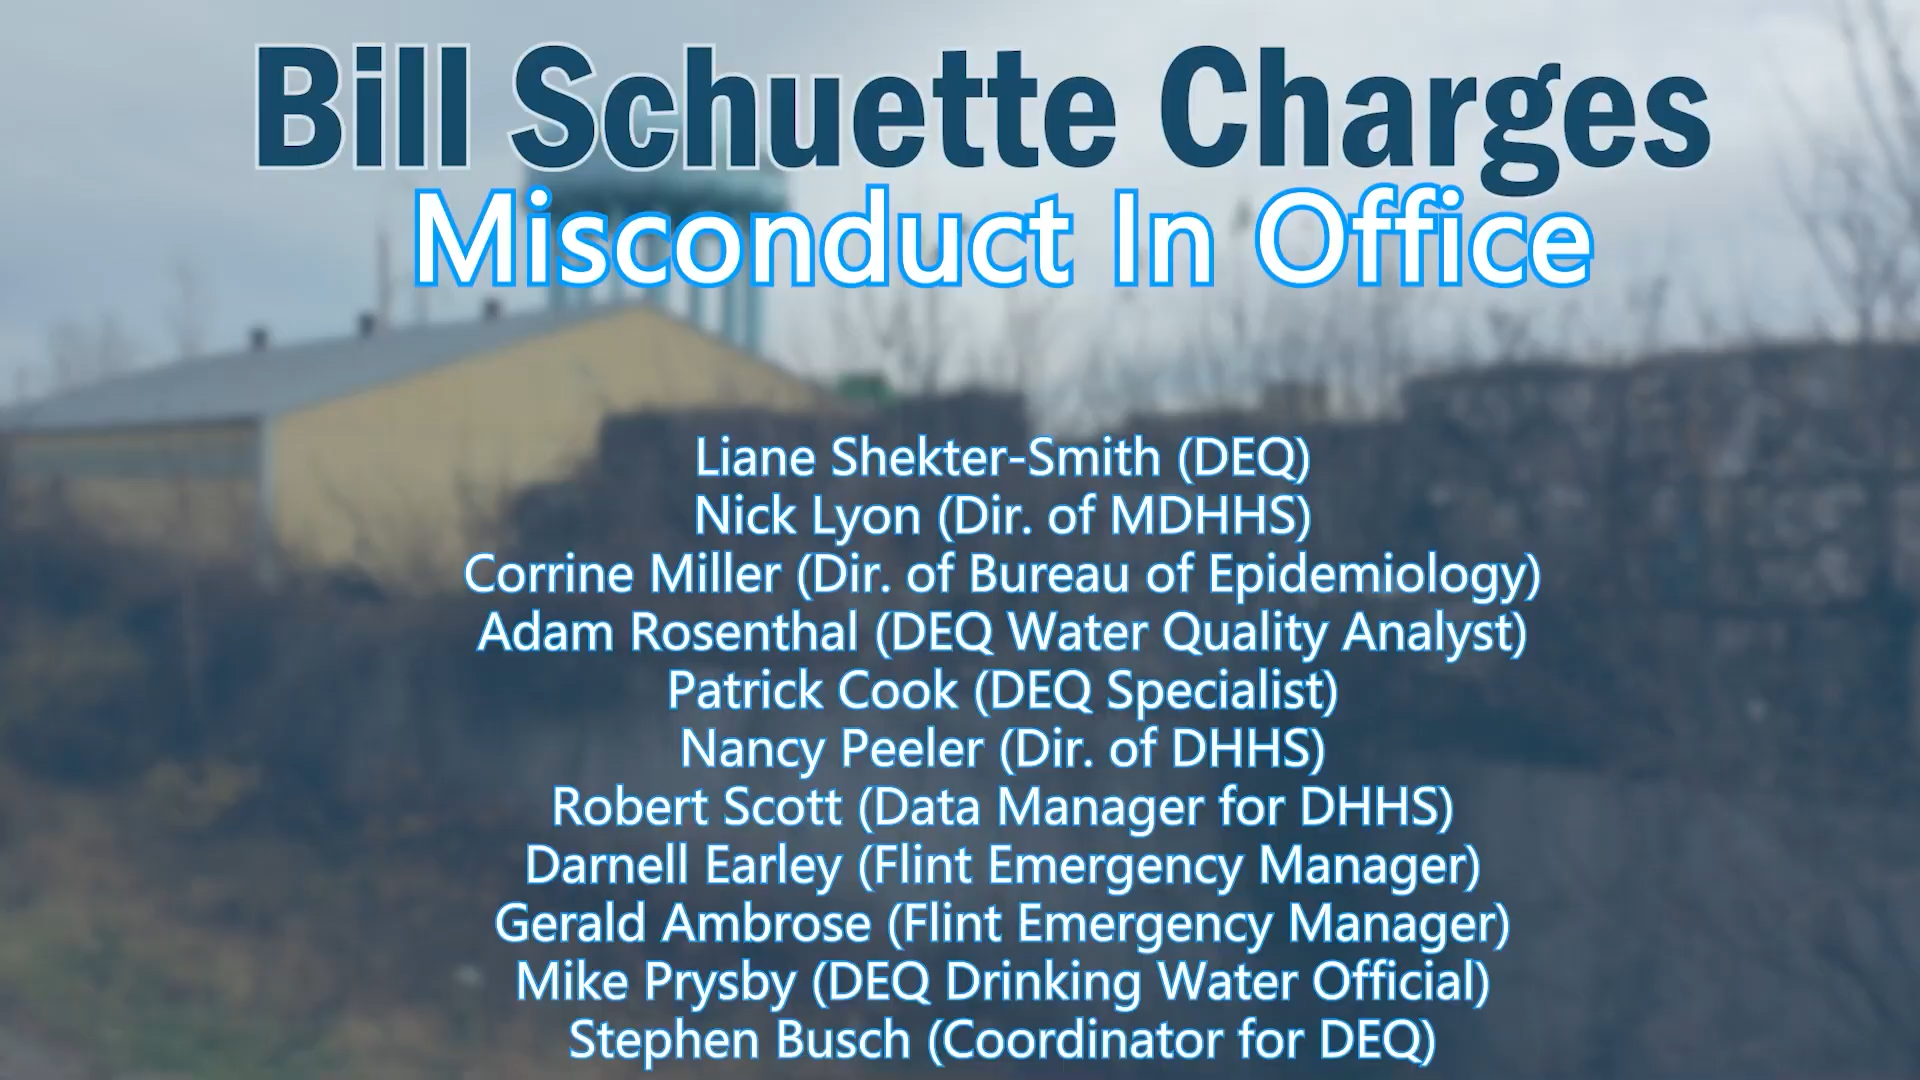 Bill Schuette Charges
Misconduct In Office
Liane Shekter-Smith (DEQ)
Nick Lyon (Dir. of MDHHS)
Corrine Miller (Dir. of Bureau of Epidemiology)
Adam Rosenthal (DEQ Water Quality Analyst)
Patrick Cook (DEQ Specialist)
Nancy Peeler (Dir. of DHHS)
Robert Scott (Data Manager for DHHS)
Darnell Earley (Flint Emergency Manager)
Gerald Ambrose (Flint Emergency Manager)
Mike Prysby (DEQ Drinking Water Official)
Stephen Busch (Coordinator for DEQ)